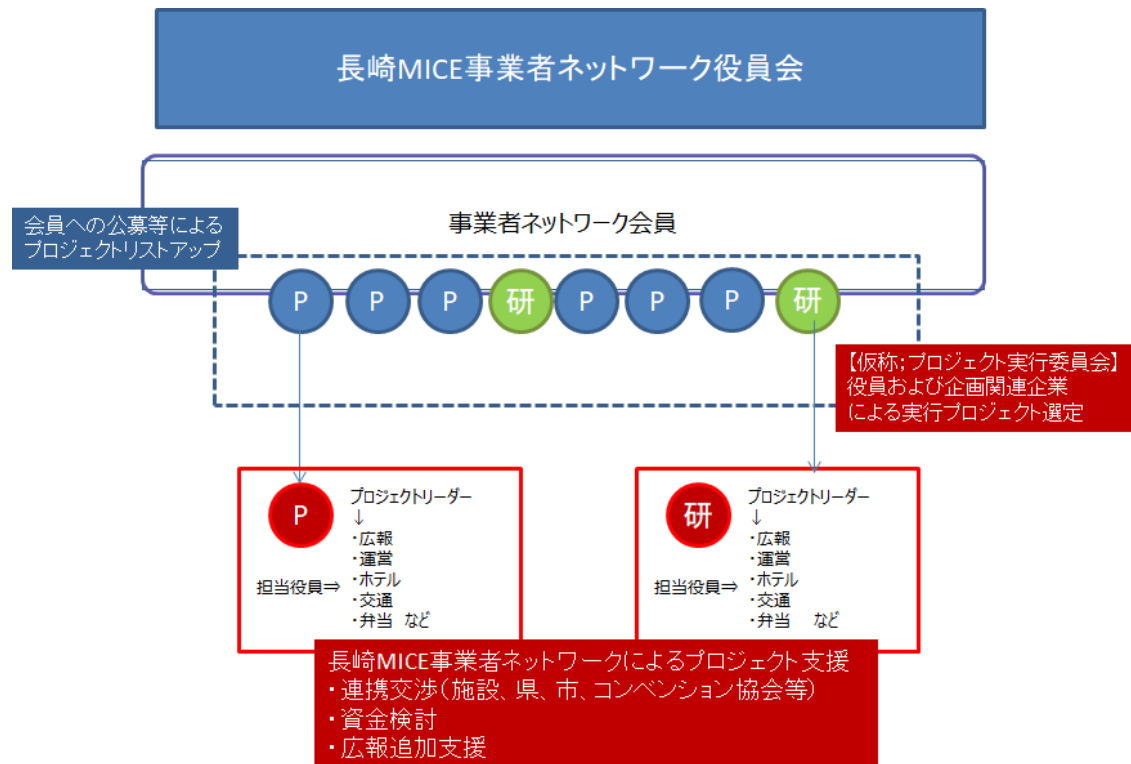 長崎MICE事業者ネットワーク役員会
事業者ネットワーク会員
会員への公募等による
プロジェクトリストアップ
P
P
P
研
P
P
P
研
【仮称;プロジェクト実行委員会】
役員および企画関連企業
による実行プロジェクト選定
P
プロジェクトリーダー
↓
・広報
・運営
担当役員⇒
・ホテル
・交通
・弁当 など
研
プロジェクトリーダー
↓
・広報
・運営
担当役員⇒
・ホテル
・交通
・弁当 など
長崎MICE事業者ネットワークによるプロジェクト支援
・連携交渉(施設、県、市、コンベンション協会等)
・資金検討
・広報追加支援